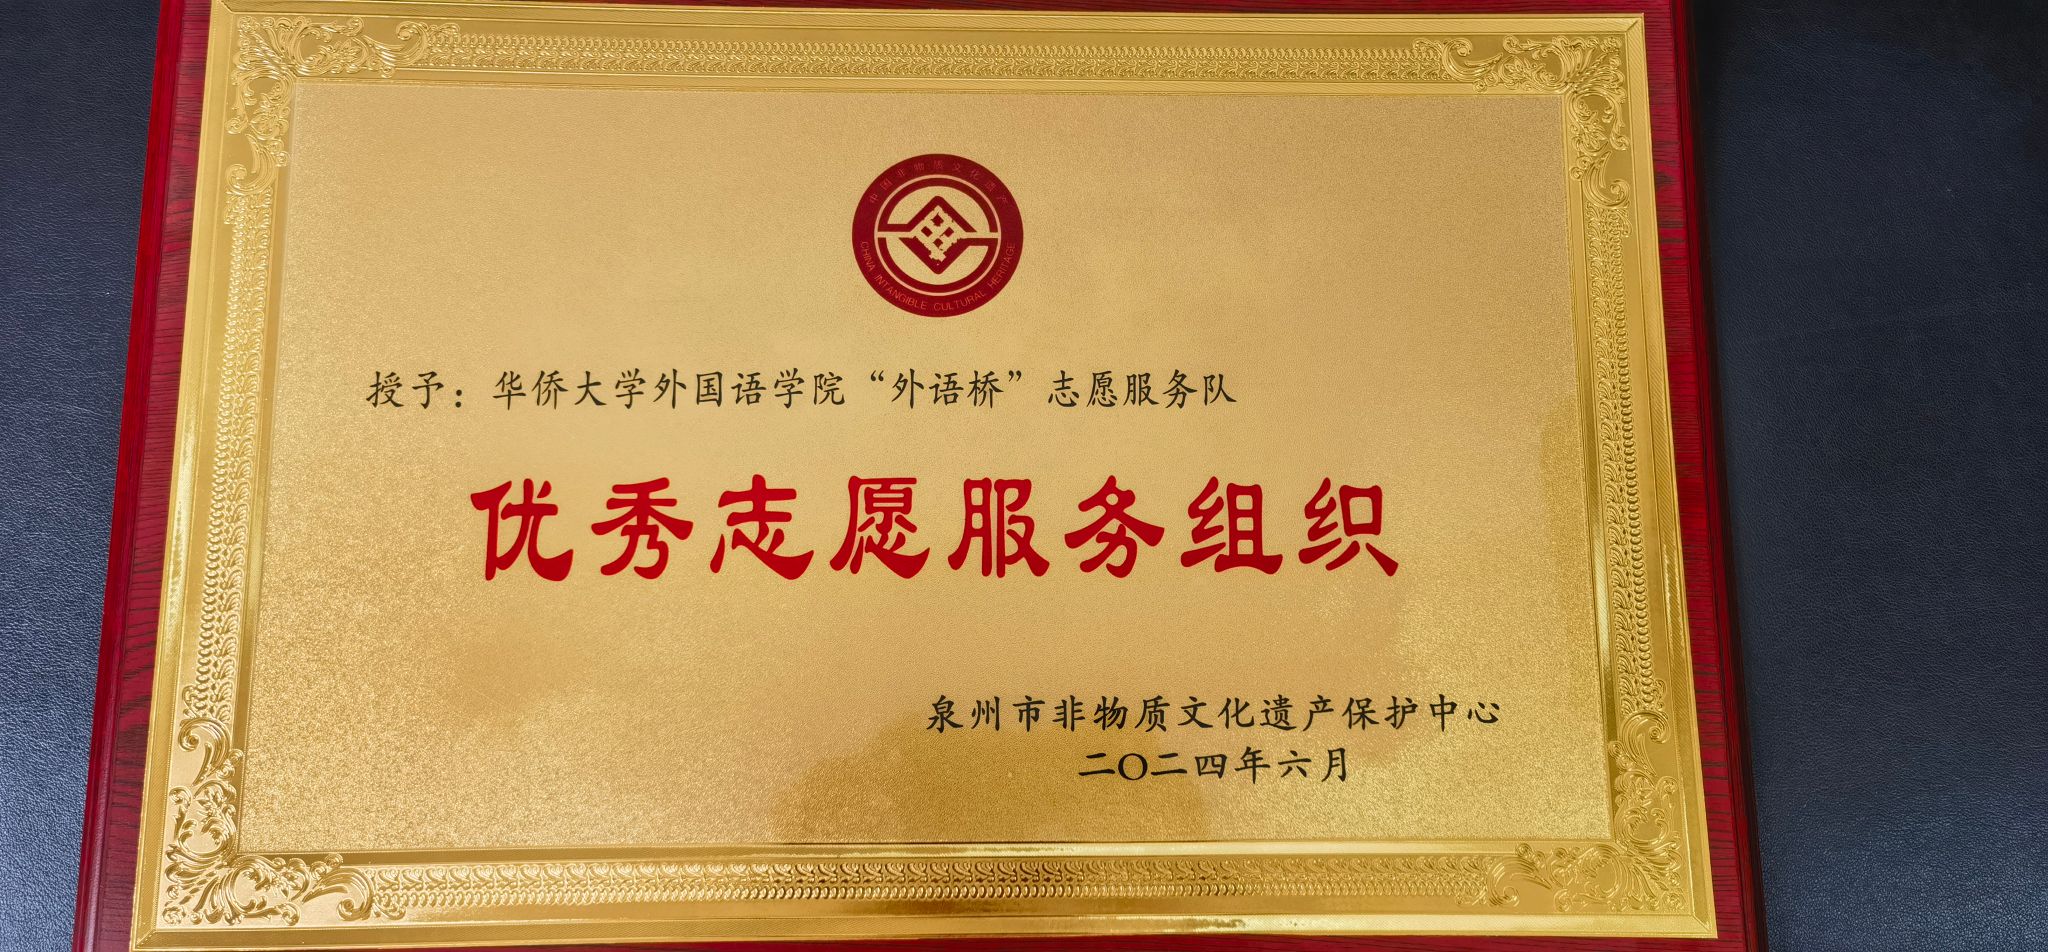 中国非物质文化遗产
CHINA INTANGIBLE CULTURAL HERITAGE
授予：华侨大学外国语学院“外语桥”志愿服务队
优秀志愿服务组织
泉州市非物质文化遗产保护中心
二〇二四年六月